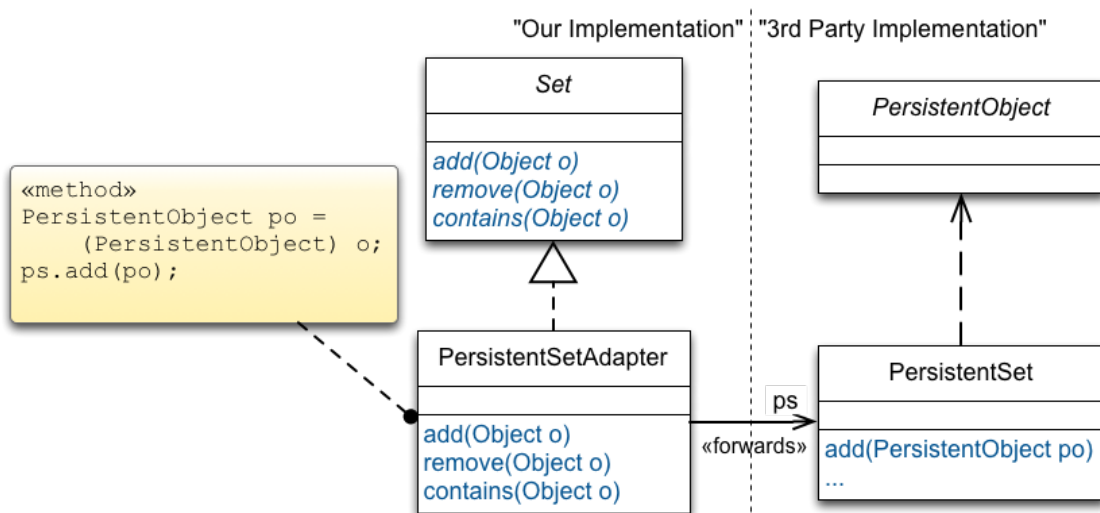 "Our Implementation" "3rd Party Implementation"
Set
add(Object o)
remove(Object o)
contains(Object o)
PersistentObject
«method»
PersistentObject po =
(PersistentObject) o;
ps.add(po);
PersistentSetAdapter
add(Object o)
remove(Object o)
contains(Object o)
ps
«forwards»
PersistentSet
add(PersistentObject po)
...